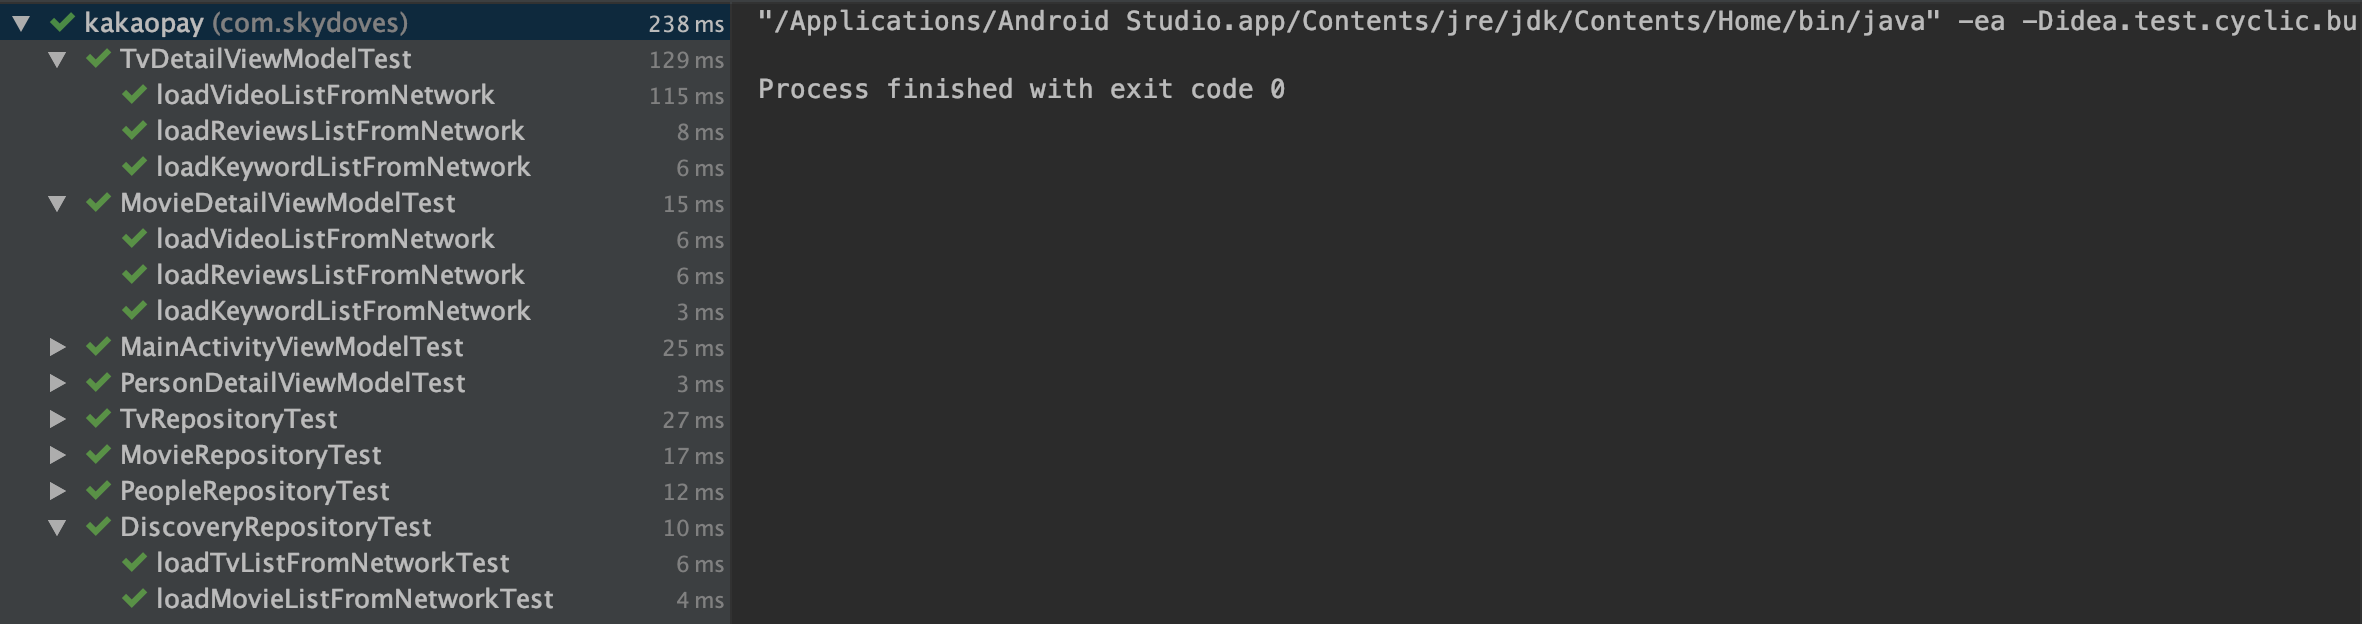 kakaopay (com.skydoves) 238 ms
TvDetailViewModelTest 129 ms
loadVideoListFromNetwork 115 ms
loadReviewsListFromNetwork 8 ms
loadKeywordListFromNetwork 6 ms
MovieDetailViewModelTest 15 ms
loadVideoListFromNetwork 6 ms
loadReviewsListFromNetwork 6 ms
loadKeywordListFromNetwork 3 ms
MainActivityViewModelTest 25 ms
PersonDetailViewModelTest 3 ms
TvRepositoryTest 27 ms
MovieRepositoryTest 17 ms
PeopleRepositoryTest 12 ms
DiscoveryRepositoryTest 10 ms
loadTvListFromNetworkTest 6 ms
loadMovieListFromNetworkTest 4 ms
"/Applications/Android Studio.app/Contents/jre/jdk/Contents/Home/bin/java" -ea -Didea.test.cyclic.bu
Process finished with exit code 0